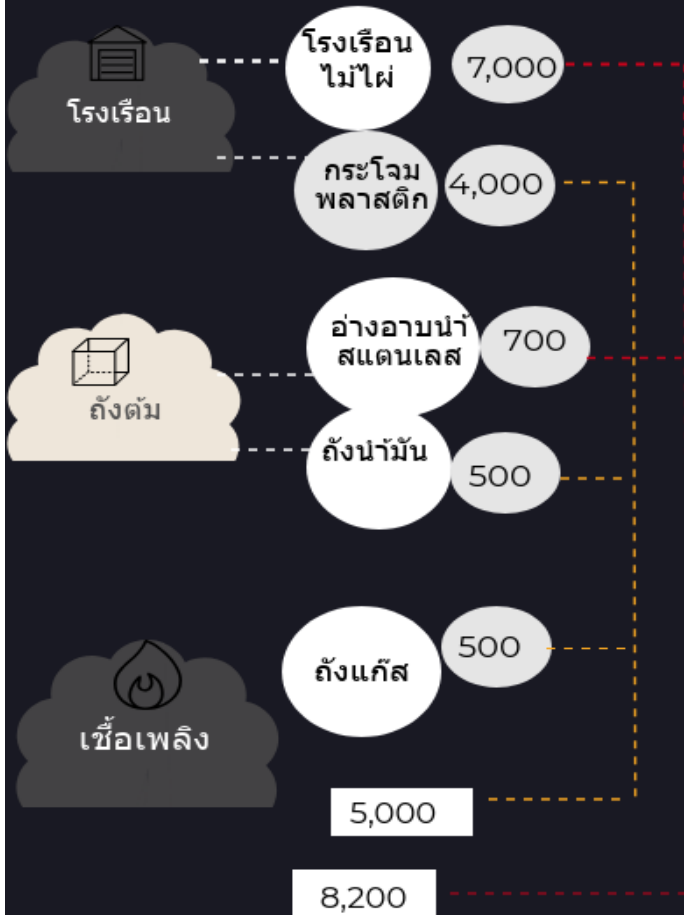 โรงเรือน
โรงเรือน
ไม้ไผ่
7,000
กระโจม
พลาสติก
4,000
ถังต้ม
อ่างอาบนำ้
สแตนเลส
700
ถังนำ้มัน
500
เชื้อเพลิง
ถังแก๊ส
500
5,000
8,200